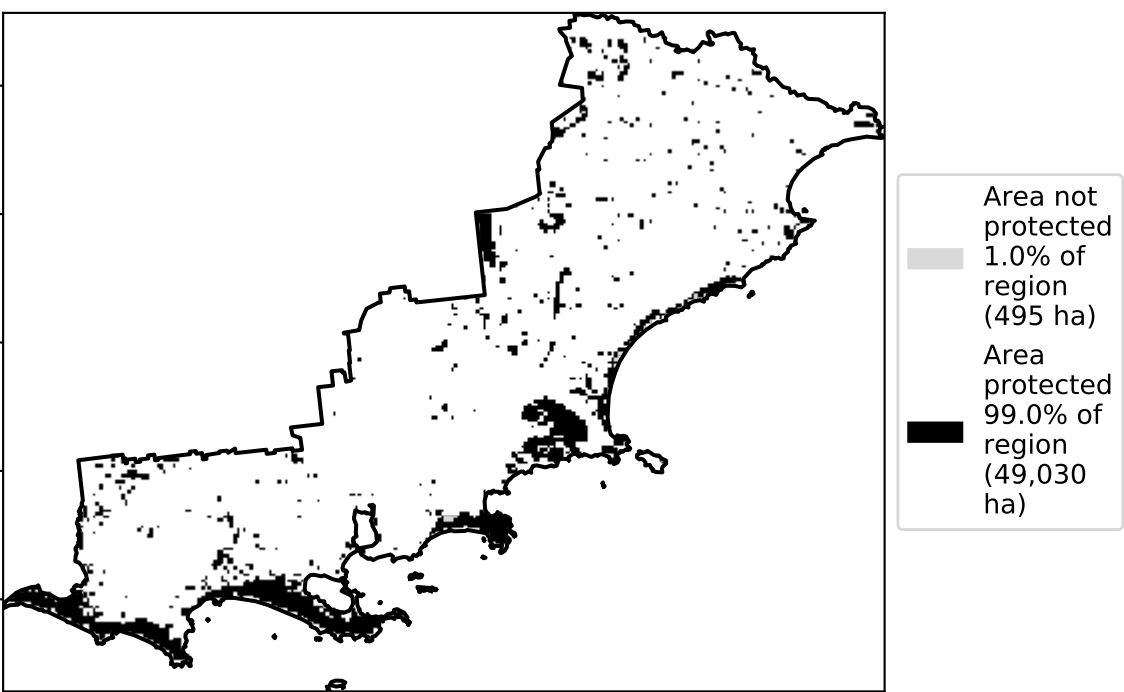 Area not
protected
1.0% of
region
(495 ha)
Area
protected
99.0% of
region
(49,030
ha)